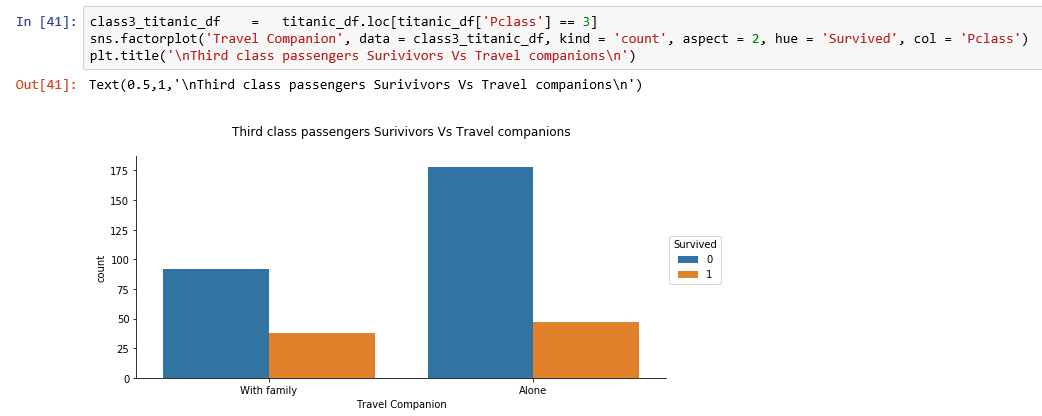 In [41]: class3_titanic_df    =   titanic_df.loc[titanic_df['Pclass'] == 3]
sns.factorplot('Travel Companion', data = class3_titanic_df, kind = 'count', aspect = 2, hue = 'Survived', col = 'Pclass')
plt.title('\nThird class passengers Surivivors Vs Travel companions\n')
Out[41]: Text(0.5,1,'\nThird class passengers Surivivors Vs Travel companions\n')
Third class passengers Surivivors Vs Travel companions
175
150
125
100
75
50
25
0
count
With family
Alone
Travel Companion
Survived
0
1